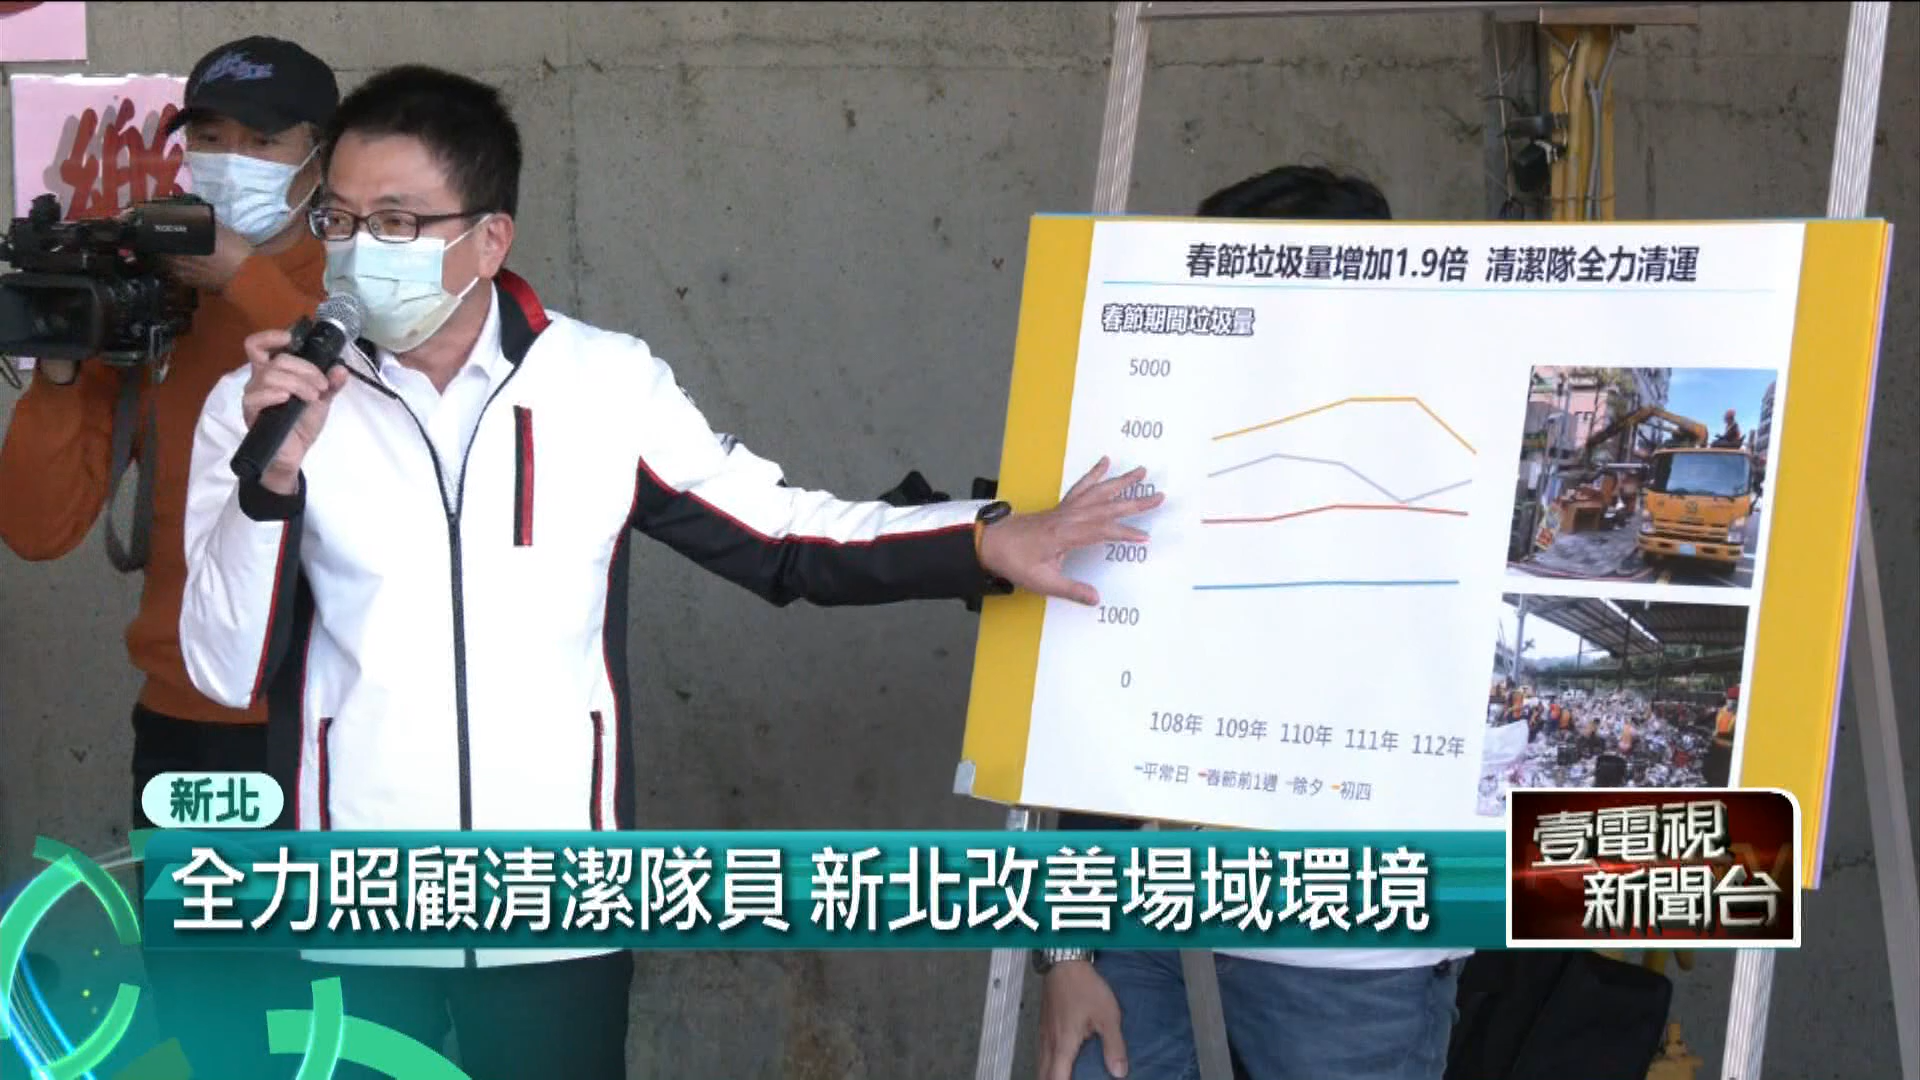 樂
春節垃圾量增加1.9倍 清潔隊全力清運
春節期間垃圾量
5000
4000
3000
2000
1000
0
108年 109年 110年 111年 112年
平常日 春節前1週 除夕 初四
新北
全力照顧清潔隊員 新北改善場域環境
壹電視
新聞台